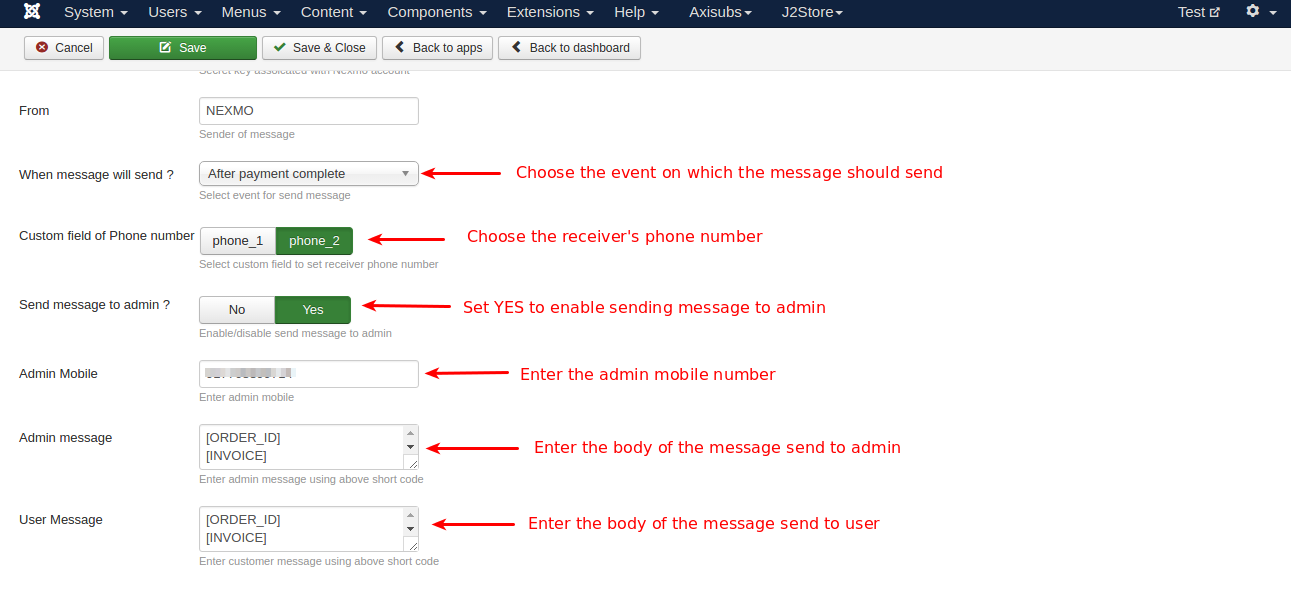 System Users Menus Content Components Extensions Help Axisubs J2Store Test
Cancel Save Save & Close Back to apps Back to dashboard
Secret key assoicated with Nexmo account
From NEXMO
Sender of message
When message will send ? After payment complete Choose the event on which the message should send
Select event for send message
Custom field of Phone number phone_1 phone_2 Choose the receiver's phone number
Select custom field to set receiver phone number
Send message to admin ? No Yes Set YES to enable sending message to admin
Enable/disable send message to admin
Admin Mobile Enter the admin mobile number
Enter admin mobile
Admin message [ORDER_ID]
[INVOICE] Enter the body of the message send to admin
Enter admin message using above short code
User Message [ORDER_ID]
[INVOICE] Enter the body of the message send to user
Enter customer message using above short code